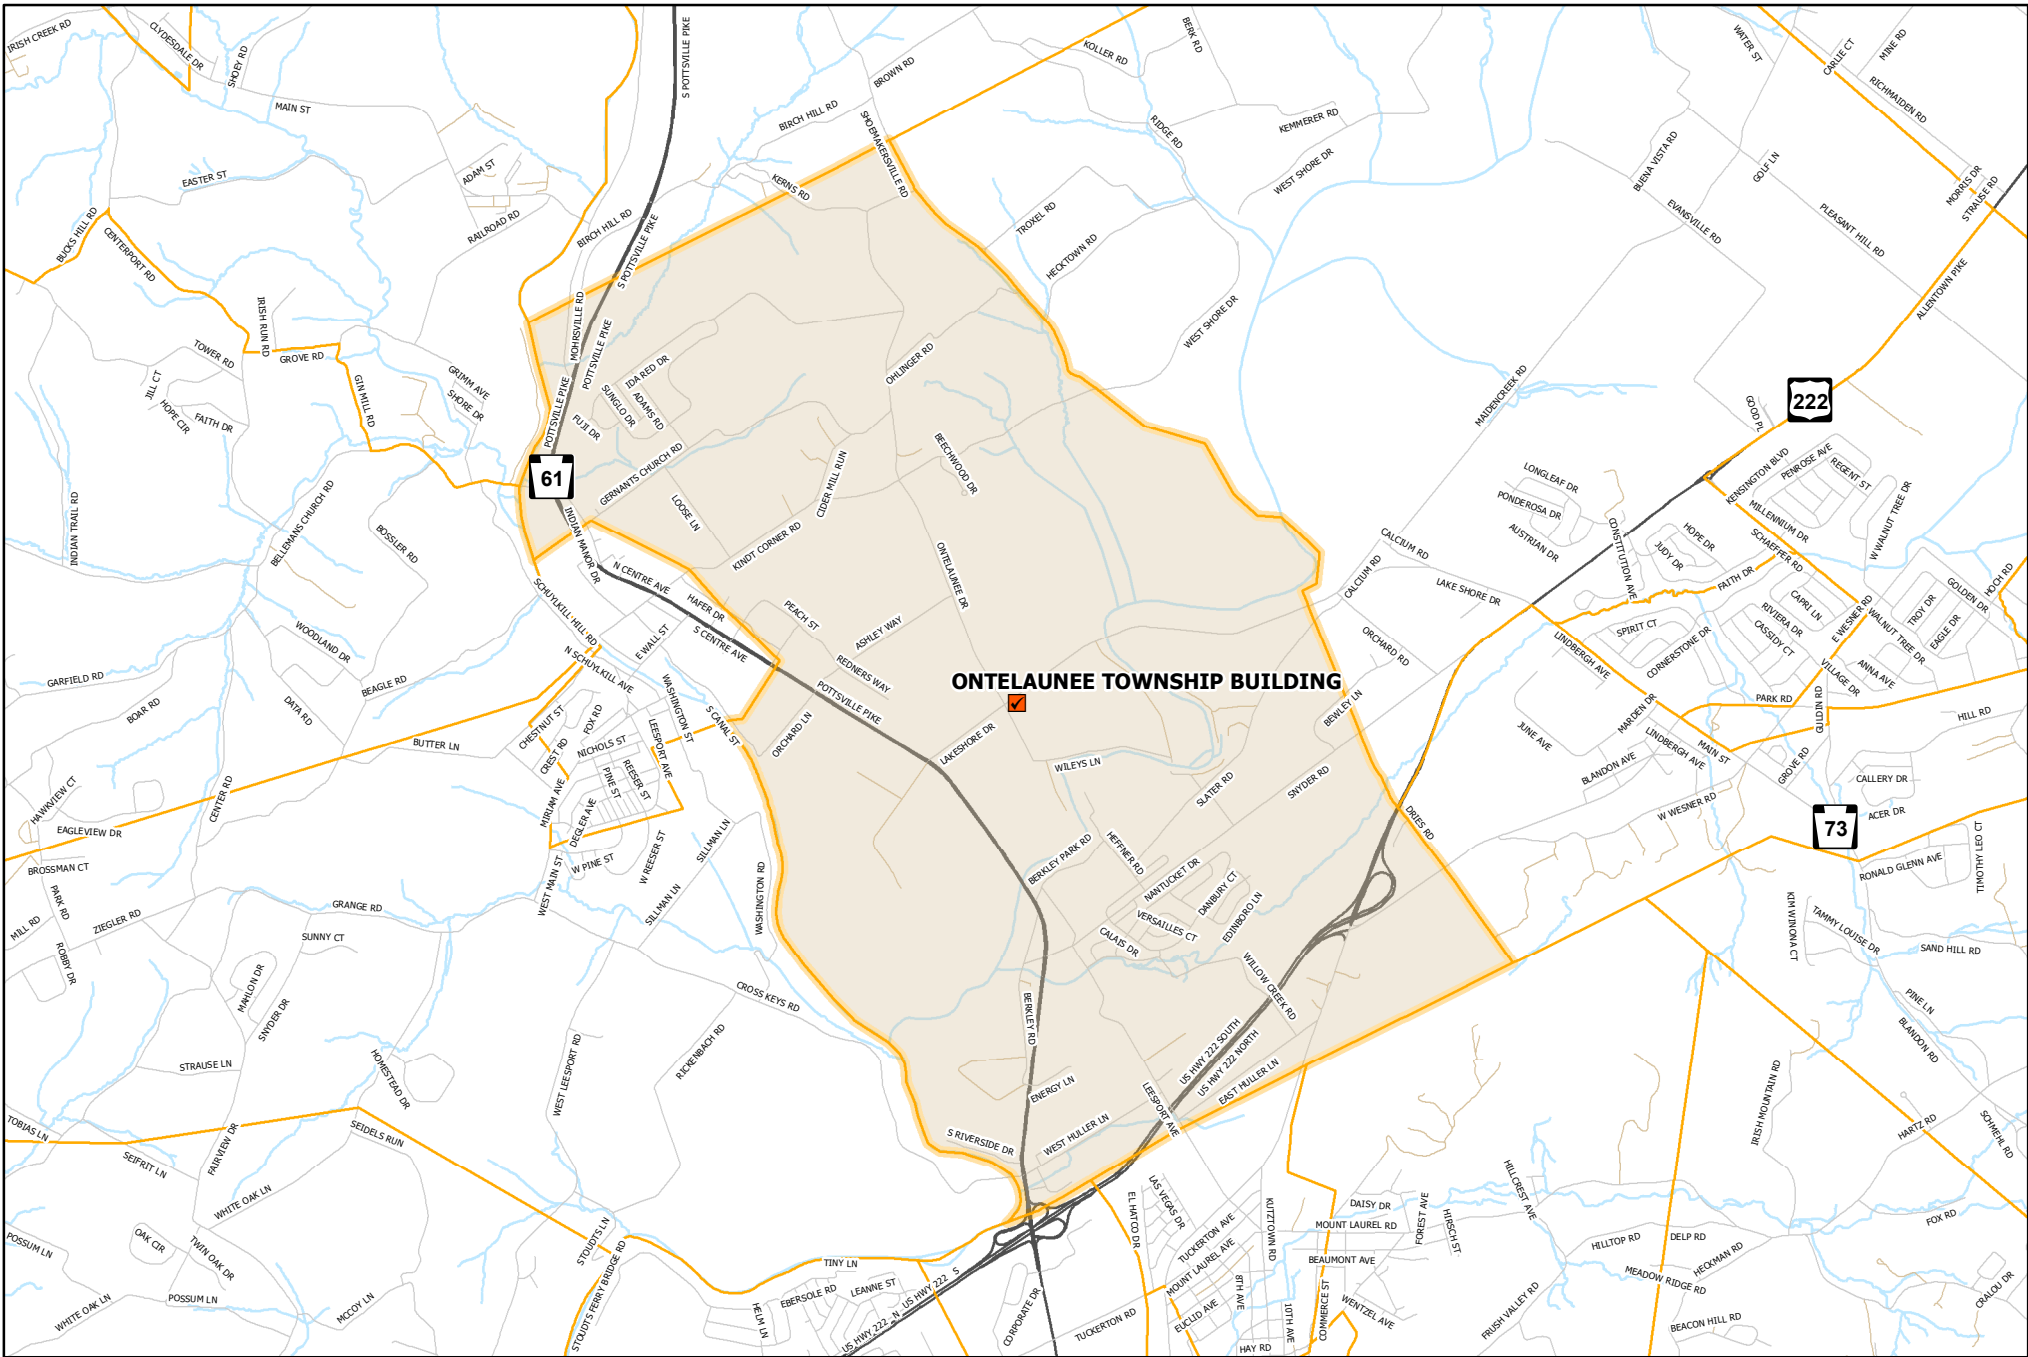 IRISH CREEK RD
CLYDESDALE DR
SHOEY RD
MAIN ST
S POTTSVILLE PIKE
BROWN RD
KOLLER RD
BERK RD
WATER ST
CARLIE CT
MINE RD
RICHMAIDEN RD
BIRCH HILL RD
SHOEMAKERSVILLE RD
RIDGE RD
KEMMERER RD
WEST SHORE DR
BUENA VISTA RD
GOLF LN
MORRIS DR
STRAUSE RD
EASTER ST
ADAM ST
RAILROAD RD
KERNS RD
BIRCH HILL RD
S POTTSVILLE PIKE
TROXEL RD
HECKTOWN RD
EVANSVILLE RD
PLEASANT HILL RD
ALLENTOWN PIKE
BUCKS HILL RD
CENTERPORT RD
IRISH RUN RD
GROVE RD
TOWER RD
JILL CT
HOPE CIR
FAITH DR
GIN MILL RD
GRIMM AVE
SHORE DR
MOHRSVILLE RD
POTTSVILLE PIKE
POTTSVILLE PIKE
IDA RED DR
SUNGLO DR
ADAMS RD
FUJI DR
OHLINGER RD
WEST SHORE DR
MAIDENCREEK RD
GOOD PL
222
61
GERNANTS CHURCH RD
LOOSE LN
CIDER MILL RUN
BEECHWOOD DR
KINDT CORNER RD
ONTELAUNEE DR
LONGLEAF DR
PONDEROSA DR
AUSTRIAN DR
CONSTITUTION AVE
KENSINGTON BLVD
PENROSE AVE
REGENT ST
MILLENNIUM DR
SCHAEFFER RD
W WALNUT TREE DR
HOPE DR
JUDY DR
FAITH DR
INDIAN TRAIL RD
BELLEMANS CHURCH RD
BOSSLER RD
INDIAN MANOR DR
N CENTRE AVE
HAFER DR
S CENTRE AVE
SCHUYLKILL HILL RD
E WALL ST
N SCHUYLKILL AVE
PEACH ST
ASHLEY WAY
REDNERS WAY
CALCIUM RD
CALCIUM RD
LAKE SHORE DR
ORCHARD RD
LINDBERGH AVE
SPIRIT CT
CORNERSTONE DR
CAPRI LN
RIVIERA DR
CASSIDY CT
E WESNER RD
WALNUT TREE DR
TROY DR
EAGLE DR
GOLDEN DR
HOCH RD
ANNA AVE
VILLAGE DR
GARFIELD RD
WOODLAND DR
BOAR RD
DATA RD
BEAGLE RD
BUTTER LN
CHESTNUT ST
FOX RD
CREST RD
NICHOLS ST
PINE ST
REESER ST
LEESPORT AVE
WASHINGTON ST
S CANAL ST
MIRIAM AVE
DEGLER AVE
W PINE ST
W REESER ST
ORCHARD LN
POTTSVILLE PIKE
LAKESHORE DR
ONTELAUNEE TOWNSHIP BUILDING
WILEYS LN
BEWLEY LN
SNYDER RD
SLATER RD
DRIES RD
JUNE AVE
BLANDON AVE
MARDEN DR
LINDBERGH AVE
MAIN ST
PARK RD
GUILDIN RD
GROVE RD
HILL RD
CALLERY DR
ACER DR
73
W WESNER RD
RONALD GLENN AVE
TIMOTHY LEO CT
HAWKVIEW CT
EAGLEVIEW DR
BROSSMAN CT
CENTER RD
PARK RD
MILL RD
ZIEGLER RD
ROBBY DR
GRANGE RD
SUNNY CT
MAHLON DR
SNYDER DR
WEST MAIN ST
SILLMAN LN
SILLMAN LN
WASHINGTON RD
BERKLEY PARK RD
HEFFNER RD
NANTUCKET DR
DANBURY CT
VERSAILLES CT
EDINBORO LN
CALAIS DR
WILLOW CREEK RD
KIM WINONA CT
TAMMY LOUISE DR
SAND HILL RD
PINE LN
BLANDON RD
CROSS KEYS RD
RICKENBACH RD
WEST LEESPORT RD
BERKLEY RD
US HWY 222 SOUTH
US HWY 222 NORTH
EAST HULLER LN
ENERGY LN
WEST HULLER LN
LEESPORT AVE
S RIVERSIDE DR
STRAUSE LN
HOMESTEAD DR
TOBIAS LN
SEIFRIT LN
FAIRVIEW DR
SEIDELS RUN
WHITE OAK LN
IRISH MOUNTAIN RD
HARTZ RD
SCHMEHL RD
POSSUM LN
OAK CIR
TWIN OAK DR
POSSUM LN
WHITE OAK LN
MCCOY LN
STOUDTS LN
STOUDTS FERRY BRIDGE RD
TINY LN
LEANNE ST
EBERSOLE RD
HELM LN
US HWY 222 N
US HWY 222 S
CORPORATE DR
TUCKERTON RD
EL HATCO DR
LAS VEGAS DR
TUCKERTON AVE
MOUNT LAUREL AVE
EUCLID AVE
8TH AVE
KUTZTOWN RD
10TH AVE
HAY RD
COMMERCE ST
DAISY DR
MOUNT LAUREL RD
BEAUMONT AVE
WENTZEL AVE
FOREST AVE
HIRSCH ST
HILLCREST AVE
FRUSH VALLEY RD
HILLTOP RD
DELP RD
HECKMAN RD
MEADOW RIDGE RD
BEACON HILL RD
FOX RD
CRALOU DR